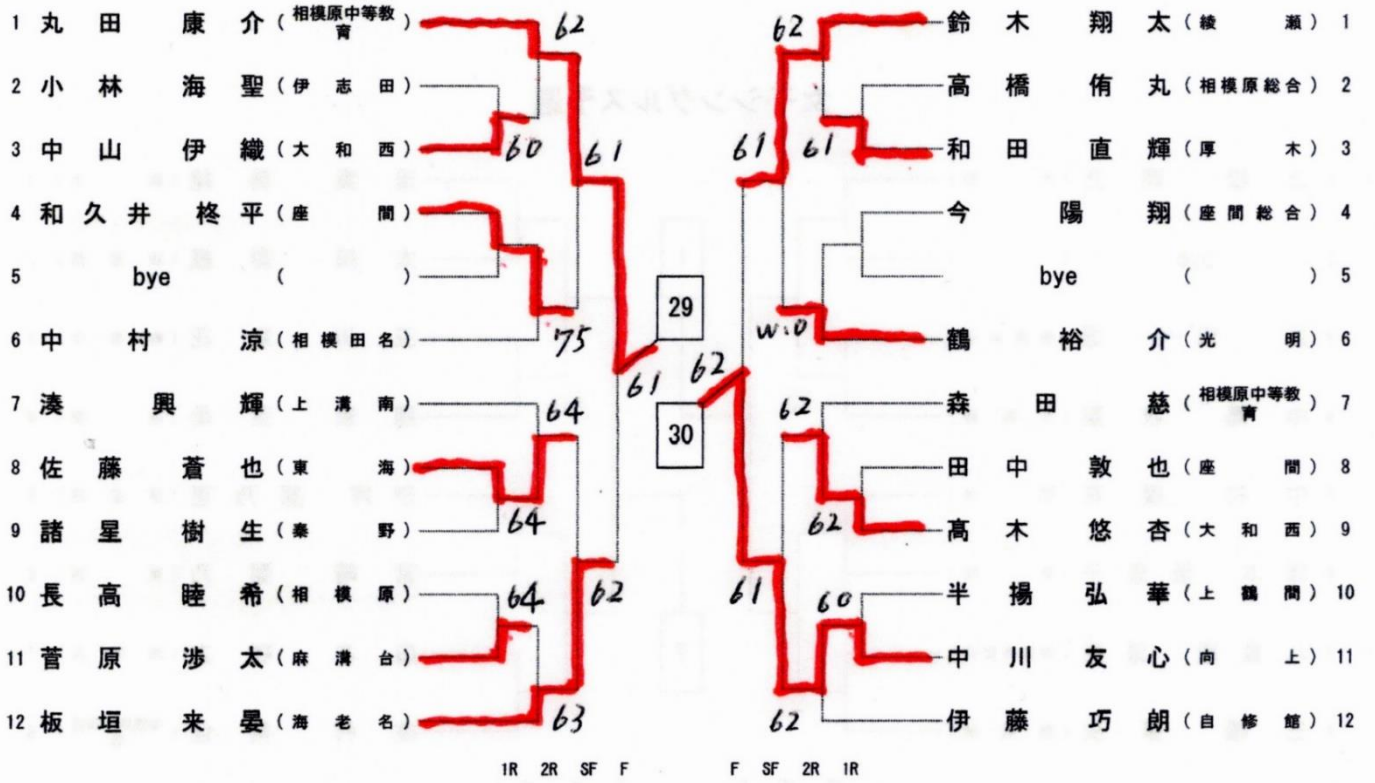 1 丸田康介 (相模原中等教育) 62 62 鈴木翔太 (綾瀬) 1
2 小林海聖 (伊志田) 高橋侑丸 (相模原総合) 2
3 中山伊織 (大和西) 60 61 61 61 和田直輝 (厚木) 3
4 和久井柊平 (座間) 今陽翔 (座間総合) 4
5 bye ( ) 29 bye ( ) 5
6 中村涼 (相模田名) 75 w.o 鶴裕介 (光明) 6
61 62
7 湊興輝 (上溝南) 64 62 森田慈 (相模原中等教育) 7
30
8 佐藤蒼也 (東海) 田中敦也 (座間) 8
9 諸星樹生 (秦野) 64 62 高木悠杏 (大和西) 9
10 長高睦希 (相模原) 64 62 61 60 半揚弘華 (上鶴間) 10
11 菅原渉太 (麻溝台) 中川友心 (向上) 11
12 板垣来晏 (海老名) 63 62 伊藤巧朗 (自修館) 12
1R 2R SF F F SF 2R 1R